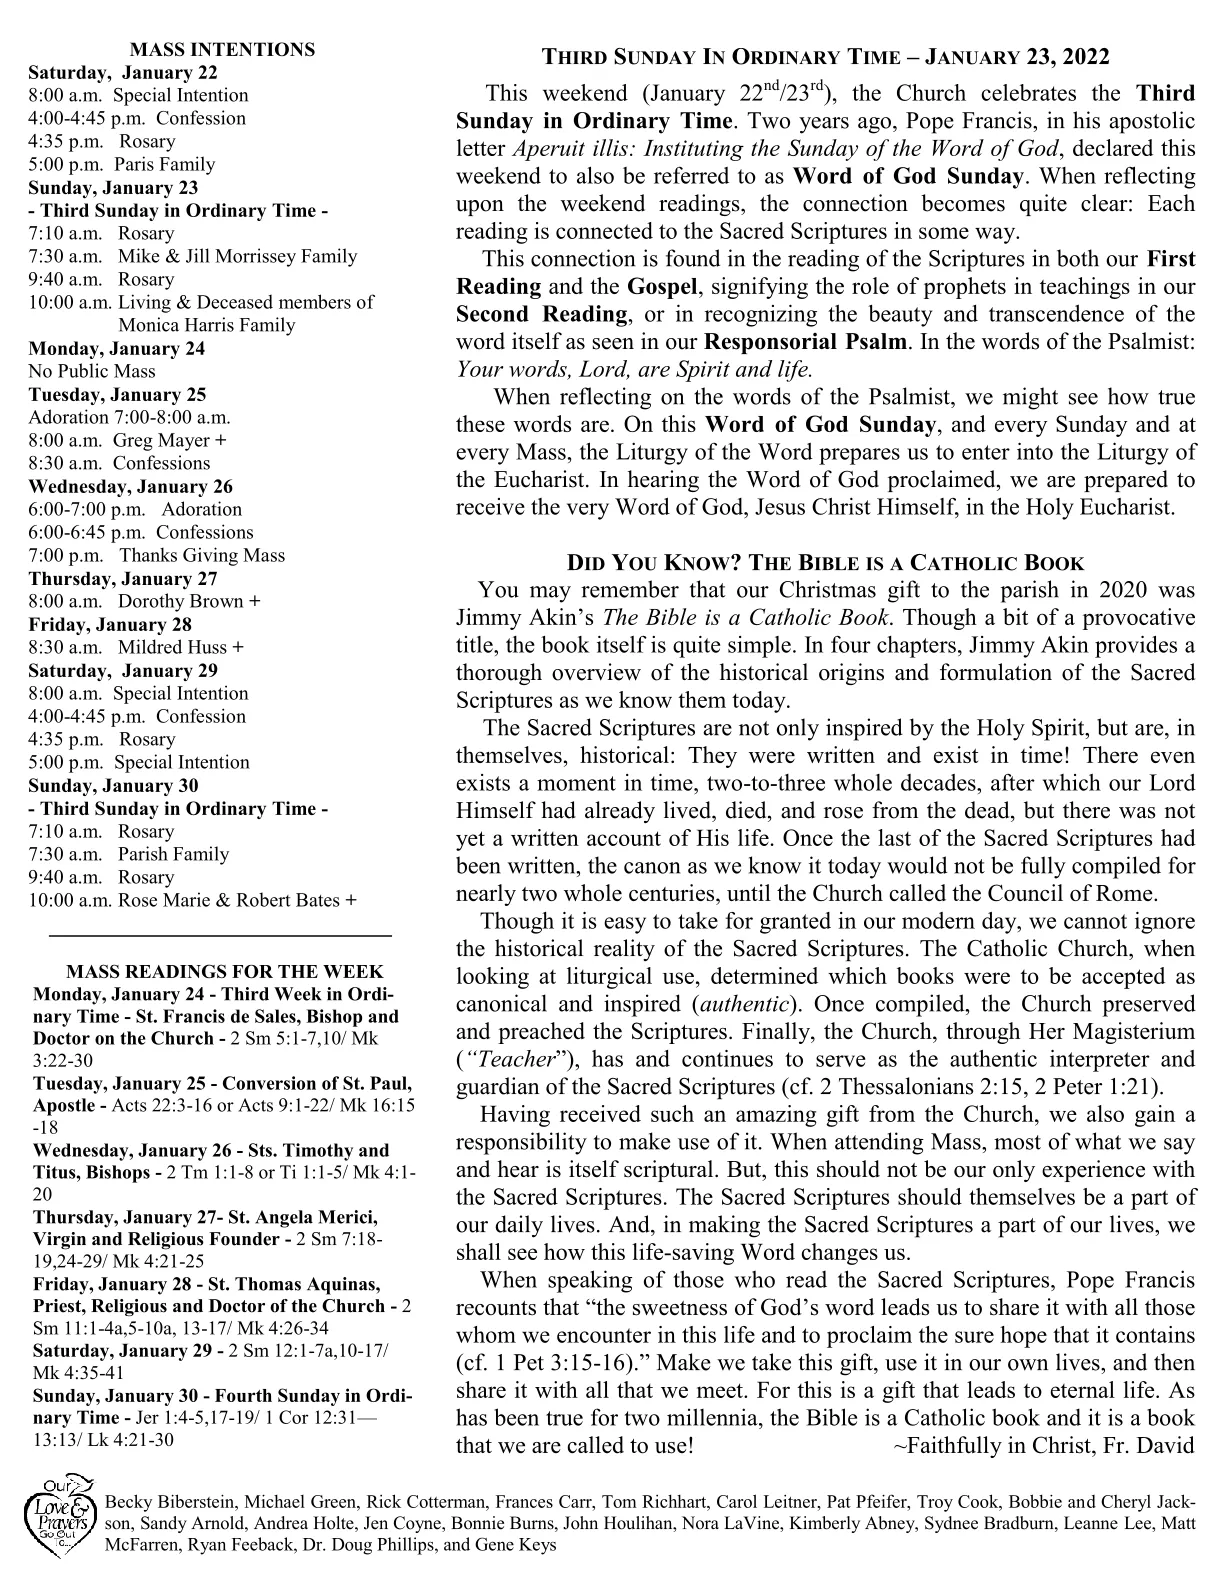 MASS INTENTIONS
Saturday,  January 22
8:00 a.m.  Special Intention
4:00-4:45 p.m.  Confession
4:35 p.m.   Rosary
5:00 p.m.  Paris Family
Sunday, January 23
- Third Sunday in Ordinary Time -
7:10 a.m.   Rosary
7:30 a.m.   Mike & Jill Morrissey Family
9:40 a.m.   Rosary
10:00 a.m. Living & Deceased members of
Monica Harris Family
Monday, January 24
No Public Mass
Tuesday, January 25
Adoration 7:00-8:00 a.m.
8:00 a.m.  Greg Mayer +
8:30 a.m.  Confessions
Wednesday, January 26
6:00-7:00 p.m.   Adoration
6:00-6:45 p.m.  Confessions
7:00 p.m.   Thanks Giving Mass
Thursday, January 27
8:00 a.m.   Dorothy Brown +
Friday, January 28
8:30 a.m.   Mildred Huss +
Saturday,  January 29
8:00 a.m.  Special Intention
4:00-4:45 p.m.  Confession
4:35 p.m.   Rosary
5:00 p.m.  Special Intention
Sunday, January 30
- Third Sunday in Ordinary Time -
7:10 a.m.   Rosary
7:30 a.m.   Parish Family
9:40 a.m.   Rosary
10:00 a.m. Rose Marie & Robert Bates +
MASS READINGS FOR THE WEEK
Monday, January 24 - Third Week in Ordi-
nary Time - St. Francis de Sales, Bishop and
Doctor on the Church - 2 Sm 5:1-7,10/ Mk
3:22-30
Tuesday, January 25 - Conversion of St. Paul,
Apostle - Acts 22:3-16 or Acts 9:1-22/ Mk 16:15
-18
Wednesday, January 26 - Sts. Timothy and
Titus, Bishops - 2 Tm 1:1-8 or Ti 1:1-5/ Mk 4:1-
20
Thursday, January 27- St. Angela Merici,
Virgin and Religious Founder - 2 Sm 7:18-
19,24-29/ Mk 4:21-25
Friday, January 28 - St. Thomas Aquinas,
Priest, Religious and Doctor of the Church - 2
Sm 11:1-4a,5-10a, 13-17/ Mk 4:26-34
Saturday, January 29 - 2 Sm 12:1-7a,10-17/
Mk 4:35-41
Sunday, January 30 - Fourth Sunday in Ordi-
nary Time - Jer 1:4-5,17-19/ 1 Cor 12:31—
13:13/ Lk 4:21-30
THIRD SUNDAY IN ORDINARY TIME – JANUARY 23, 2022
This weekend (January 22nd/23rd), the Church celebrates the Third
Sunday in Ordinary Time. Two years ago, Pope Francis, in his apostolic
letter Aperuit illis: Instituting the Sunday of the Word of God, declared this
weekend to also be referred to as Word of God Sunday. When reflecting
upon the weekend readings, the connection becomes quite clear: Each
reading is connected to the Sacred Scriptures in some way.
This connection is found in the reading of the Scriptures in both our First
Reading and the Gospel, signifying the role of prophets in teachings in our
Second Reading, or in recognizing the beauty and transcendence of the
word itself as seen in our Responsorial Psalm. In the words of the Psalmist:
Your words, Lord, are Spirit and life.
When reflecting on the words of the Psalmist, we might see how true
these words are. On this Word of God Sunday, and every Sunday and at
every Mass, the Liturgy of the Word prepares us to enter into the Liturgy of
the Eucharist. In hearing the Word of God proclaimed, we are prepared to
receive the very Word of God, Jesus Christ Himself, in the Holy Eucharist.
DID YOU KNOW? THE BIBLE IS A CATHOLIC BOOK
You may remember that our Christmas gift to the parish in 2020 was
Jimmy Akin’s The Bible is a Catholic Book. Though a bit of a provocative
title, the book itself is quite simple. In four chapters, Jimmy Akin provides a
thorough overview of the historical origins and formulation of the Sacred
Scriptures as we know them today.
The Sacred Scriptures are not only inspired by the Holy Spirit, but are, in
themselves, historical: They were written and exist in time! There even
exists a moment in time, two-to-three whole decades, after which our Lord
Himself had already lived, died, and rose from the dead, but there was not
yet a written account of His life. Once the last of the Sacred Scriptures had
been written, the canon as we know it today would not be fully compiled for
nearly two whole centuries, until the Church called the Council of Rome.
Though it is easy to take for granted in our modern day, we cannot ignore
the historical reality of the Sacred Scriptures. The Catholic Church, when
looking at liturgical use, determined which books were to be accepted as
canonical and inspired (authentic). Once compiled, the Church preserved
and preached the Scriptures. Finally, the Church, through Her Magisterium
(“Teacher”), has and continues to serve as the authentic interpreter and
guardian of the Sacred Scriptures (cf. 2 Thessalonians 2:15, 2 Peter 1:21).
Having received such an amazing gift from the Church, we also gain a
responsibility to make use of it. When attending Mass, most of what we say
and hear is itself scriptural. But, this should not be our only experience with
the Sacred Scriptures. The Sacred Scriptures should themselves be a part of
our daily lives. And, in making the Sacred Scriptures a part of our lives, we
shall see how this life-saving Word changes us.
When speaking of those who read the Sacred Scriptures, Pope Francis
recounts that “the sweetness of God’s word leads us to share it with all those
whom we encounter in this life and to proclaim the sure hope that it contains
(cf. 1 Pet 3:15-16).” Make we take this gift, use it in our own lives, and then
share it with all that we meet. For this is a gift that leads to eternal life. As
has been true for two millennia, the Bible is a Catholic book and it is a book
that we are called to use! ~Faithfully in Christ, Fr. David
Our
Love &
Prayers
Go Out
To...
Becky Biberstein, Michael Green, Rick Cotterman, Frances Carr, Tom Richhart, Carol Leitner, Pat Pfeifer, Troy Cook, Bobbie and Cheryl Jack-
son, Sandy Arnold, Andrea Holte, Jen Coyne, Bonnie Burns, John Houlihan, Nora LaVine, Kimberly Abney, Sydnee Bradburn, Leanne Lee, Matt
McFarren, Ryan Feeback, Dr. Doug Phillips, and Gene Keys